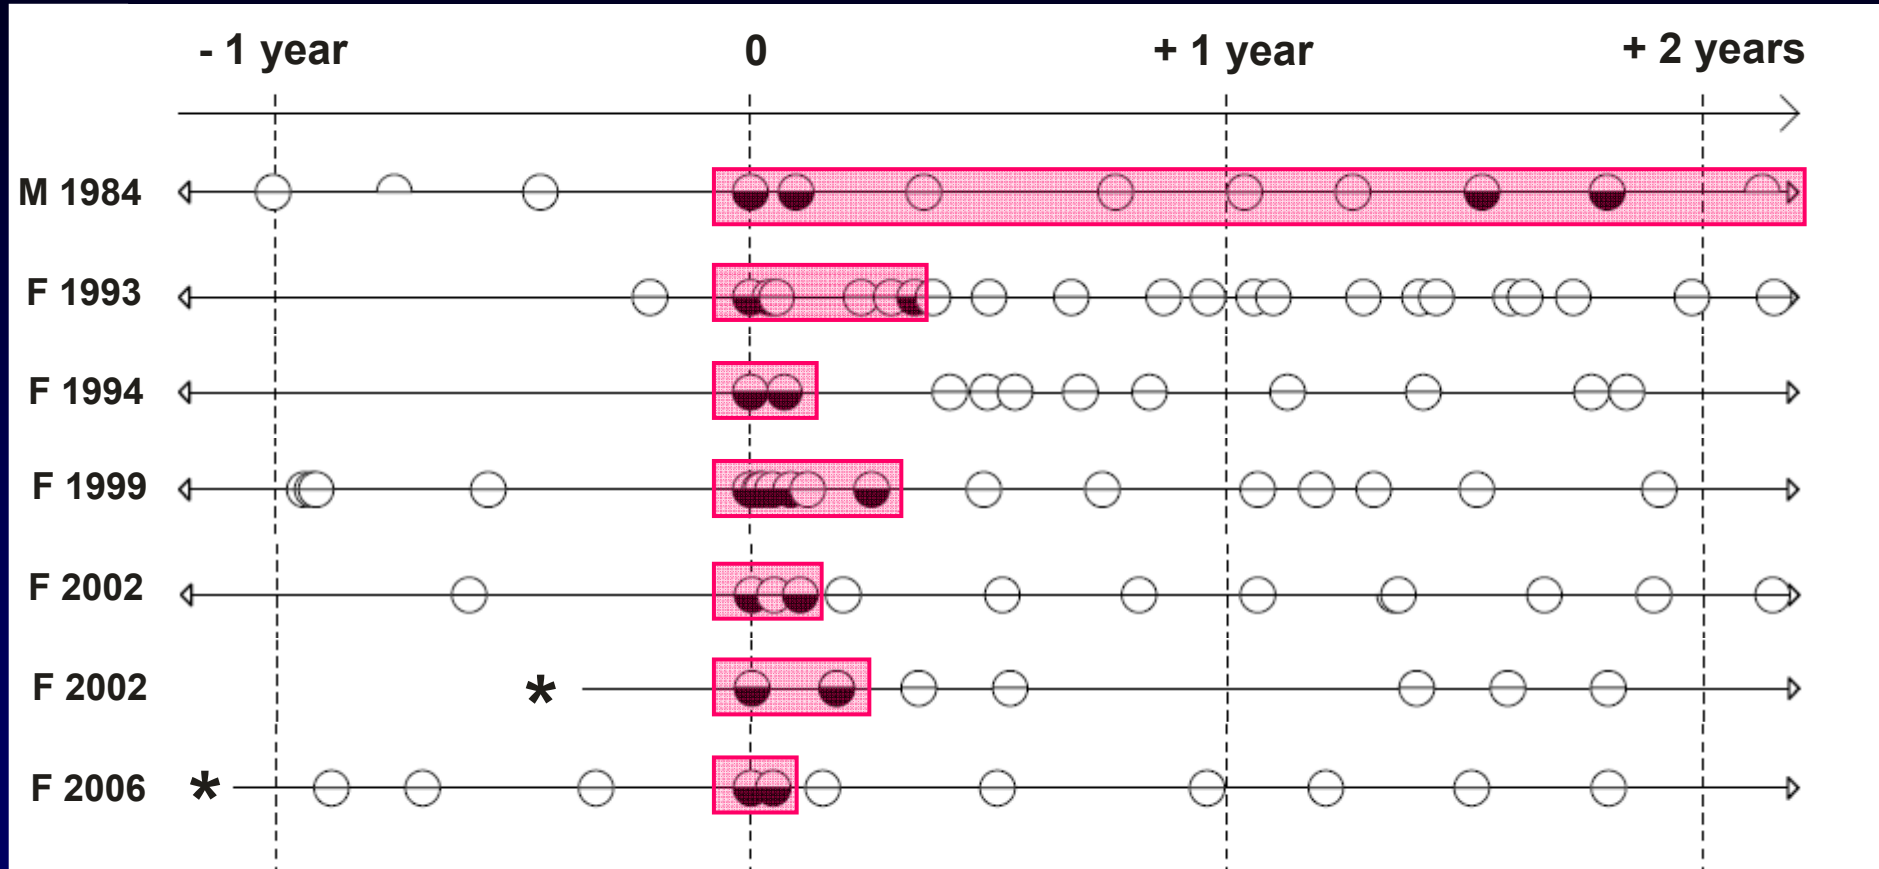 - 1 year 0 + 1 year + 2 years
M 1984
F 1993
F 1994
F 1999
F 2002
* F 2002
* F 2006